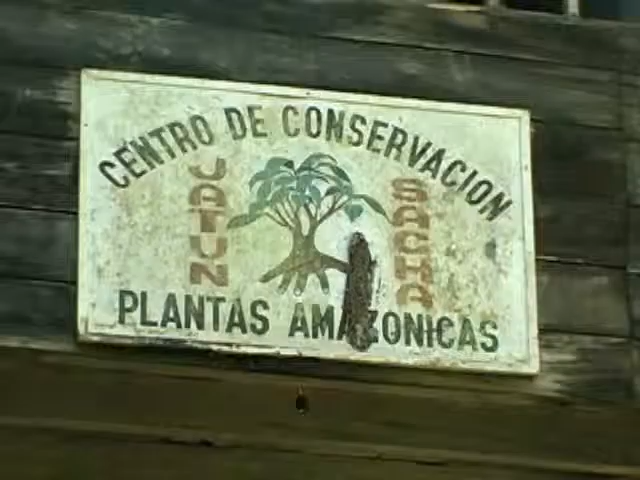 CENTRO DE CONSERVACION
JATUN
SACHA
PLANTAS AMAZONICAS